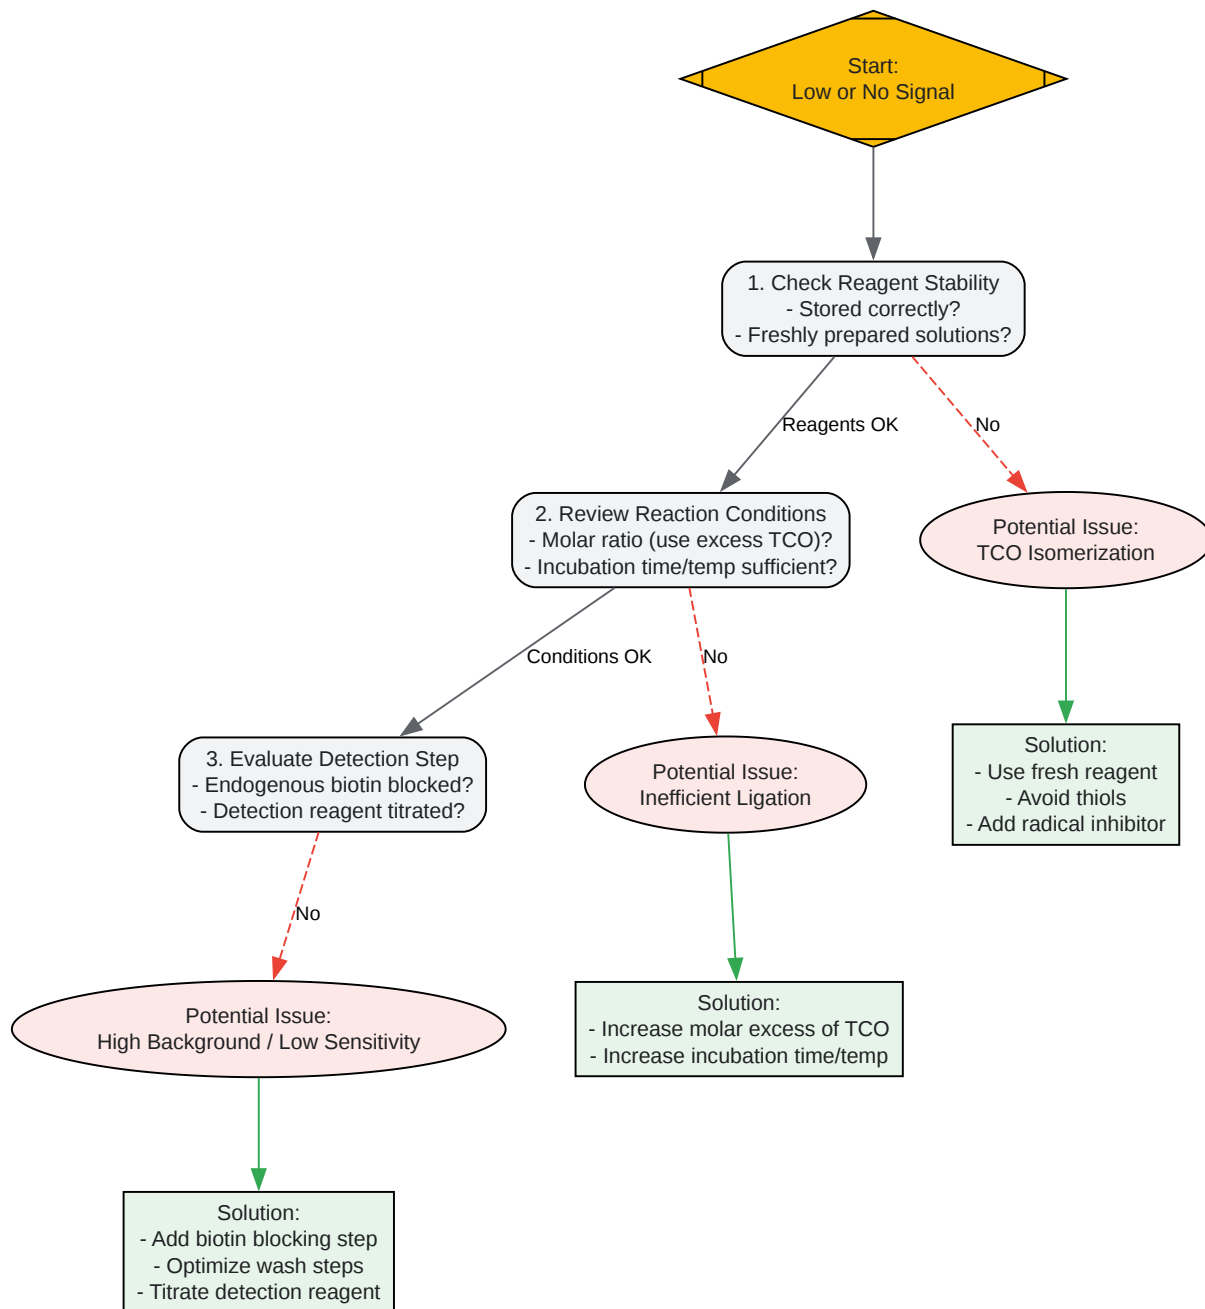 Start:
Low or No Signal
1. Check Reagent Stability
- Stored correctly?
- Freshly prepared solutions?
Reagents OK
No
2. Review Reaction Conditions
- Molar ratio (use excess TCO)?
- Incubation time/temp sufficient?
Potential Issue:
TCO Isomerization
Conditions OK
No
3. Evaluate Detection Step
- Endogenous biotin blocked?
- Detection reagent titrated?
Potential Issue:
Inefficient Ligation
Solution:
- Use fresh reagent
- Avoid thiols
- Add radical inhibitor
No
Potential Issue:
High Background / Low Sensitivity
Solution:
- Increase molar excess of TCO
- Increase incubation time/temp
Solution:
- Add biotin blocking step
- Optimize wash steps
- Titrate detection reagent